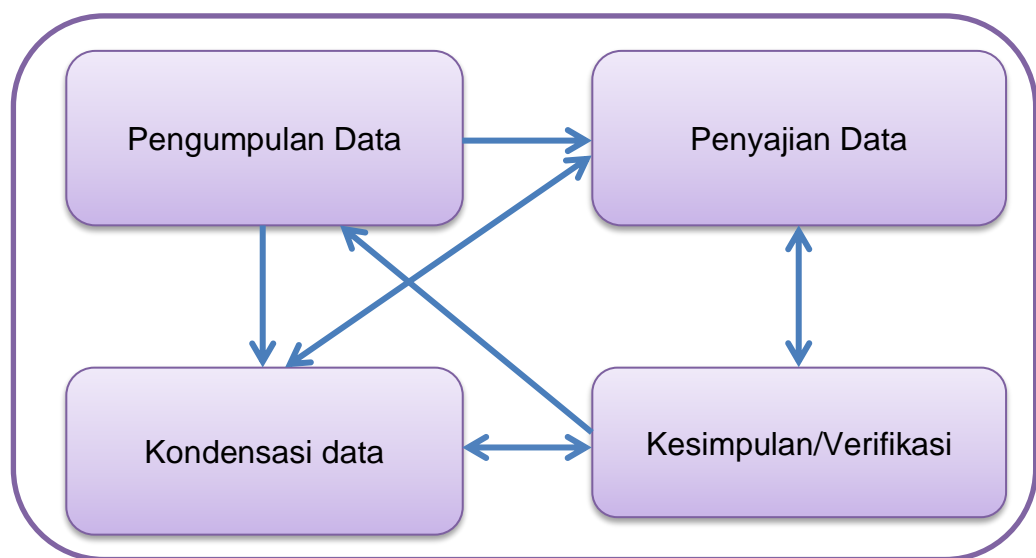 Pengumpulan Data
Penyajian Data
Kondensasi data
Kesimpulan/Verifikasi